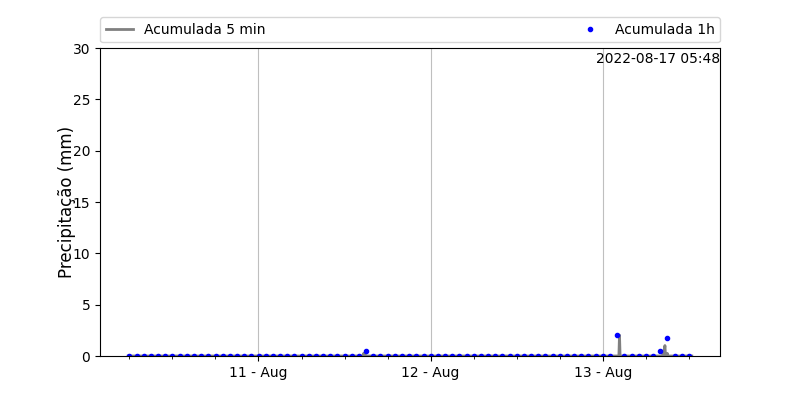 Acumulada 5 min
Acumulada 1h
2022-08-17 05:48
Precipitação (mm)
30
25
20
15
10
5
0
11 - Aug
12 - Aug
13 - Aug